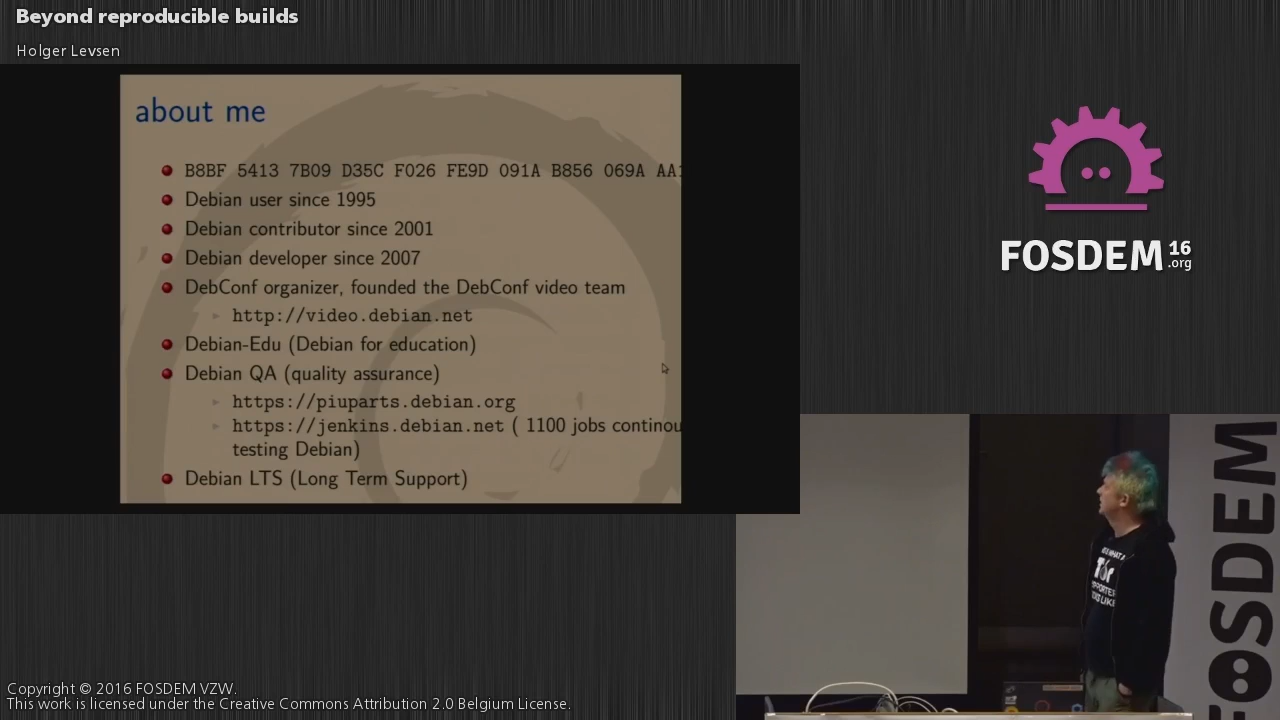 Beyond reproducible builds
Holger Levsen
about me
B8BF 5413 7B09 D35C F026 FE9D 091A B856 069A AA1
Debian user since 1995
Debian contributor since 2001
Debian developer since 2007
DebConf organizer, founded the DebConf video team
http://video.debian.net
Debian-Edu (Debian for education)
Debian QA (quality assurance)
https://piuparts.debian.org
https://jenkins.debian.net ( 1100 jobs continou
testing Debian)
Debian LTS (Long Term Support)
FOSDEM 16
.org
Tor
FOSDEM
Copyright © 2016 FOSDEM VZW.
This work is licensed under the Creative Commons Attribution 2.0 Belgium License.